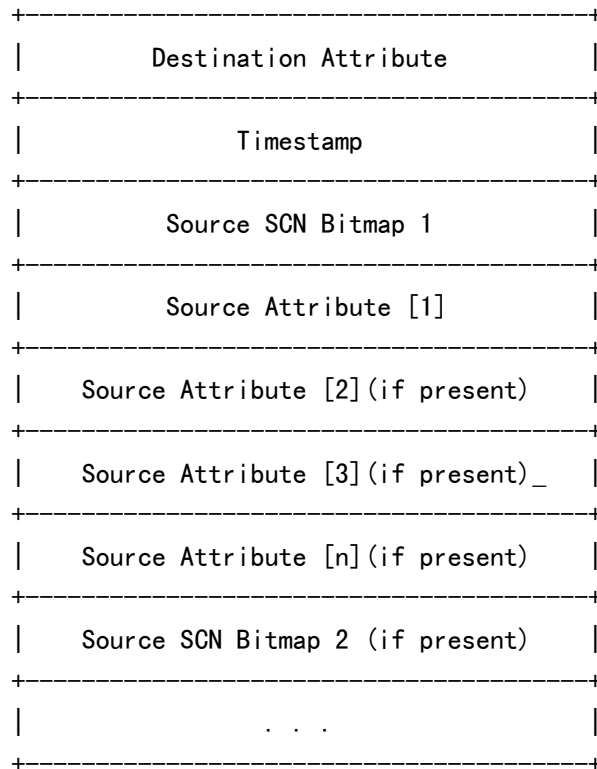 +----------------------------------------+
|         Destination Attribute          |
+----------------------------------------+
|               Timestamp                |
+----------------------------------------+
|          Source SCN Bitmap 1           |
+----------------------------------------+
|          Source Attribute [1]          |
+----------------------------------------+
|    Source Attribute [2](if present)    |
+----------------------------------------+
|    Source Attribute [3](if present)_   |
+----------------------------------------+
|    Source Attribute [n](if present)    |
+----------------------------------------+
|    Source SCN Bitmap 2 (if present)    |
+----------------------------------------+
|                 . . .                  |
+----------------------------------------+